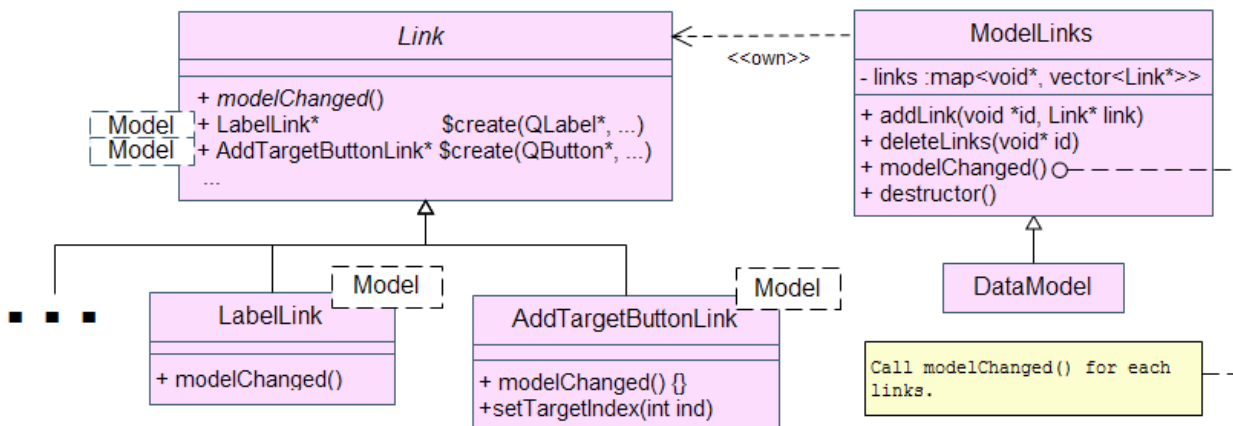 Link
+ modelChanged()
Model
+ LabelLink* $create(QLabel*, ...)
Model
+ AddTargetButtonLink* $create(QButton*, ...)
...
<<own>>
ModelLinks
- links :map<void*, vector<Link*>>
+ addLink(void *id, Link* link)
+ deleteLinks(void* id)
+ modelChanged()
+ destructor()
Model
LabelLink
+ modelChanged()
Model
AddTargetButtonLink
+ modelChanged() {}
+setTargetIndex(int ind)
DataModel
Call modelChanged() for each
links.